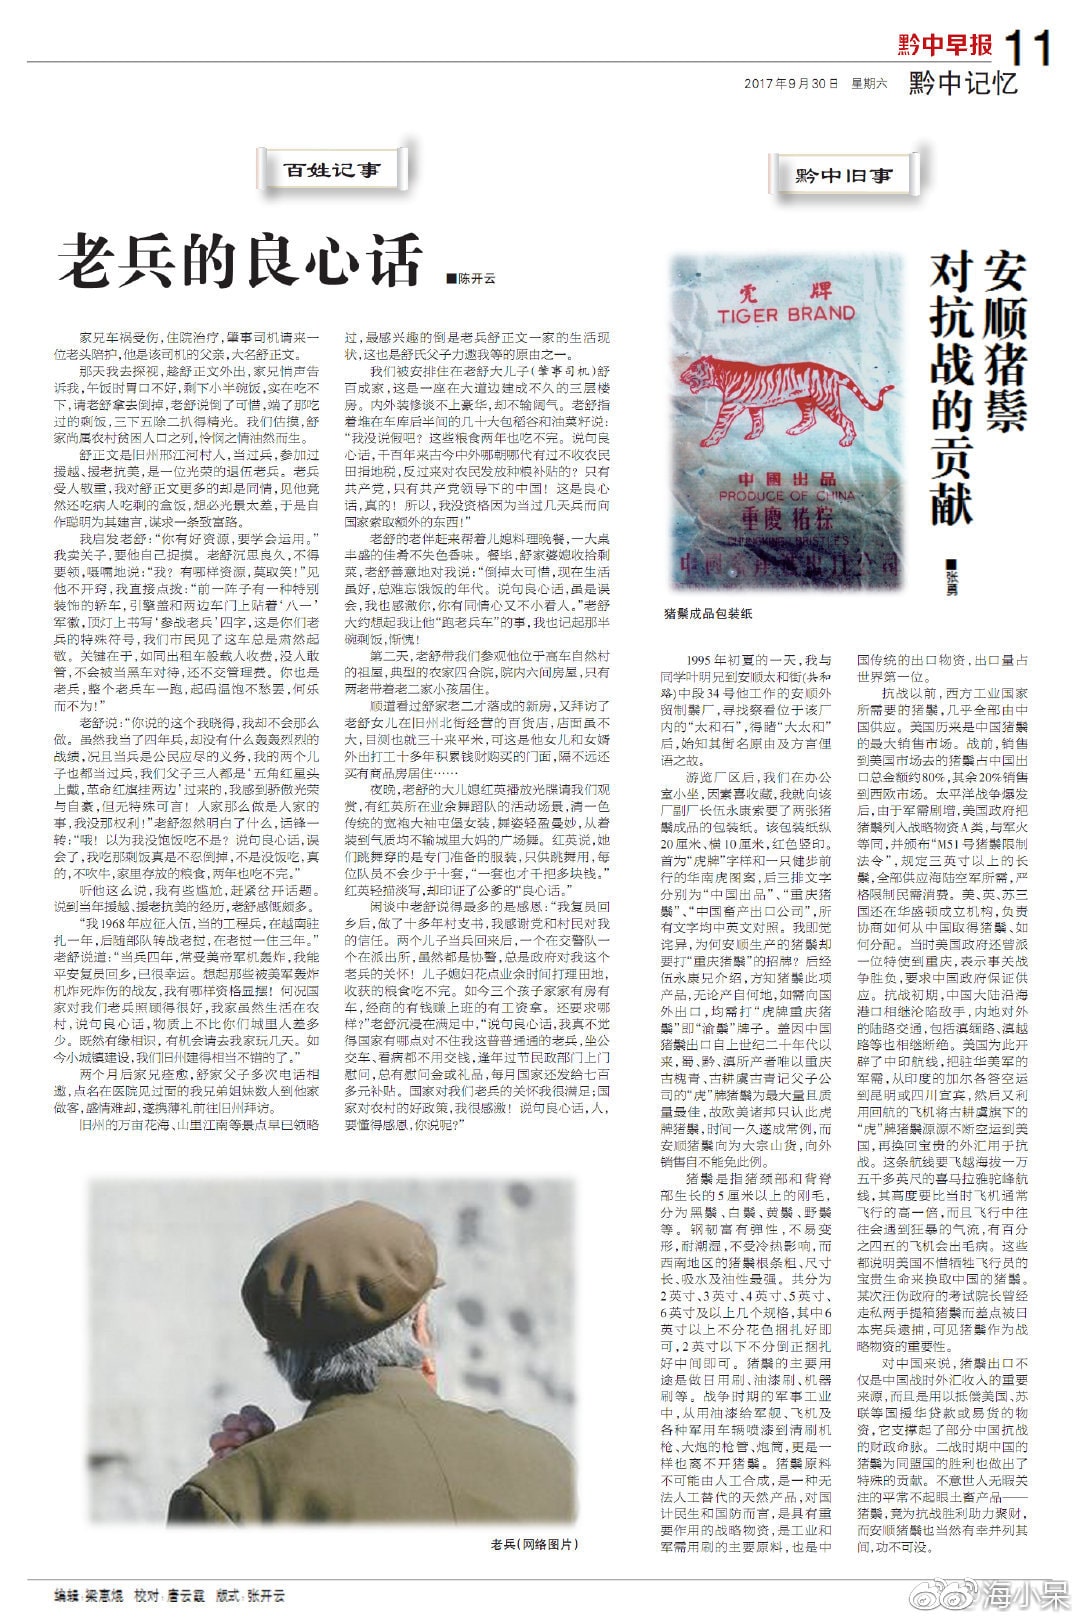 黔中早报 11
2017年9月30日 星期六 黔中记忆
百姓记事
老兵的良心话
■陈开云
家兄车祸受伤，住院治疗，肇事司机请来一
位老头陪护，他是该司机的父亲，大名舒正文。
那天我去探视，趁舒正文外出，家兄悄声告
诉我，午饭时胃口不好，剩下小半碗饭，实在吃不
下，请老舒拿去倒掉，老舒说倒了可惜，端了那吃
过的剩饭，三下五除二扒得精光。我们估摸，舒
家尚属农村贫困人口之列，怜悯之情油然而生。
舒正文是旧州邢江河村人，当过兵，参加过
援越、援老抗美，是一位光荣的退伍老兵。老兵
受人敬重，我对舒正文更多的却是同情，见他竟
然还吃病人吃剩的盒饭，想必光景大差，于是自
作聪明为其建言，谋求一条致富路。
我启发老舒：“你有好资源，要学会运用。”
我卖关子，要他自己捉摸。老舒沉思良久，不得
要领，嗫嚅地说：“我？有哪样资源，莫取笑！”见
他不开窍，我直接点拨：“前一阵子有一种特别
装饰的轿车，引擎盖和两边车门上贴着‘八一’
军徽，顶灯上书写‘参战老兵’四字，这是你们老
兵的特殊符号，我们市民见了这车总是肃然起
敬。关键在于，如同出租车般载人收费，没人敢
管，不会被当黑车对待，还不交管理费。你也是
老兵，整个老兵车一跑，起码温饱不愁罢，何乐
而不为！”
老舒说：“你说的这个我晓得，我却不会那么
做。虽然我当了四年兵，却没有什么轰轰烈烈的
战绩，况且当兵是公民应尽的义务，我的两个儿
子也都当过兵，我们父子三人都是‘五角红星头
上戴，革命红旗挂两边’过来的，我感到骄傲光荣
与自豪，但无特殊可言！人家那么做是人家的
事，我没那权利！”老舒忽然明白了什么，话锋一
转：“哦！以为我没饱饭吃不是？说句良心话，误
会了，我吃那剩饭真是不忍倒掉，不是没饭吃，真
的，不吹牛，家里存放的粮食，两年也吃不完。”
听他这么说，我有些尴尬，赶紧岔开话题。
说到当年援越、援老抗美的经历，老舒感慨颇多。
“我1968年应征入伍，当的工程兵，在越南驻
扎一年，后随部队转战老挝，在老挝一住三年。”
老舒说道：“当兵四年，常受美帝军机轰炸，我能
平安复员回乡，已很幸运。想起那些被美军轰炸
机炸死炸伤的战友，我有哪样资格显摆！何况国
家对我们老兵照顾得很好，我家虽然生活在农
村，说句良心话，物质上不比你们城里人差多
少。既然有缘相识，有机会请去我家玩几天。如
今小城镇建设，我们旧州建得相当不错的了。”
两个月后家兄痊愈，舒家父子多次电话相
邀，点名在医院见过面的我兄弟姐妹数人到他家
做客，盛情难却，遂携薄礼前往旧州拜访。
旧州的万亩花海、山里江南等景点早已领略
过，最感兴趣的倒是老兵舒正文一家的生活现
状，这也是舒氏父子力邀我等的原由之一。
我们被安排住在老舒大儿子（肇事司机）舒
百成家，这是一座在大道边建成不久的三层楼
房。内外装修谈不上豪华，却不输阔气。老舒指
着堆在车库后半间的几十大包稻谷和油菜籽说：
“我没说假吧？这些粮食两年也吃不完。说句良
心话，千百年来古今中外哪朝哪代有过不收农民
田捐地税，反过来对农民发放种粮补贴的？只有
共产党，只有共产党领导下的中国！这是良心
话，真的！所以，我没资格因为当过几天兵而向
国家索取额外的东西！”
老舒的老伴赶来帮着儿媳料理晚餐，一大桌
丰盛的佳肴不失色香味。餐毕，舒家婆媳收拾剩
菜，老舒善意地对我说：“倒掉太可惜，现在生活
虽好，总难忘饿饭的年代。说句良心话，虽是误
会，我也感激你，你有同情心又不小看人。”老舒
大约想起我让他“跑老兵车”的事，我也记起那半
碗剩饭，惭愧！
第二天，老舒带我们参观他位于高车自然村
的祖屋，典型的农家四合院，院内六间房屋，只有
两老带着老二家小孩居住。
顺道看过舒家老二才落成的新房，又拜访了
老舒女儿在旧州北街经营的百货店，店面虽不
大，目测也就三十来平米，可这是他女儿和女婿
外出打工十多年积累钱财购买的门面，隔不远还
买有商品房居住……
夜晚，老舒的大儿媳红英播放光牒请我们观
赏，有红英所在业余舞蹈队的活动场景，清一色
传统的宽袍大袖屯堡女装，舞姿轻盈曼妙，从着
装到气质均不输城里大妈的广场舞。红英说，她
们跳舞穿的是专门准备的服装，只供跳舞用，每
位队员不会少于十套，“一套也才千把多块钱。”
红英轻描淡写，却印证了公爹的“良心话。”
闲谈中老舒说得最多的是感恩：“我复员回
乡后，做了十多年村支书，我感谢党和村民对我
的信任。两个儿子当兵回来后，一个在交警队一
个在派出所，虽然都是协警，总是政府对我这个
老兵的关怀！儿子媳妇花点业余时间打理田地，
收获的粮食吃不完。如今三个孩子家家有房有
车，经商的有钱赚上班的有工资拿。还要求哪
样？”老舒沉浸在满足中，“说句良心话，我真不觉
得国家有哪点对不住我这普普通通的老兵，坐公
交车、看病都不用交钱，逢年过节民政部门上门
慰问，总有慰问金或礼品，每月国家还发给七百
多元补贴。国家对我们老兵的关怀我很满足；国
家对农村的好政策，我很感激！说句良心话，人，
要懂得感恩，你说呢？”
老兵（网络图片）
黔中旧事
安顺猪鬃
对抗战的贡献
■张勇
虎牌
TIGER BRAND
中國出品
PRODUCE OF CHINA
重慶猪鬃
CHUNGKING BRISTLES
猪鬃成品包装纸
1995年初夏的一天，我与
同学叶明兄到安顺太和街（共和
路）中段34号他工作的安顺外
贸制鬃厂，寻找察看位于该厂
内的“太和石”，得睹“大太和”
后，始知其街名原由及方言俚
语之故。
游览厂区后，我们在办公
室小坐，因素喜收藏，我就向该
厂副厂长伍永康索要了两张猪
鬃成品的包装纸。该包装纸纵
20厘米、横10厘米，红色竖印。
首为“虎牌”字样和一只健步前
行的华南虎图案，后三排文字
分别为“中国出品”、“重庆猪
鬃”、“中国畜产出口公司”，所
有文字均中英文对照。我即觉
诧异，为何安顺生产的猪鬃却
要打“重庆猪鬃”的招牌？后经
伍永康兄介绍，方知猪鬃此项
产品，无论产自何地，如需向国
外出口，均需打“虎牌重庆猪
鬃”即“渝鬃”牌子。盖因中国
猪鬃出口自上世纪二十年代以
来，蜀、黔、滇所产者唯以重庆
古槐青、古耕虞古青记父子公
司的“虎”牌猪鬃为最大量且质
量最佳，故欧美诸邦只认此虎
牌猪鬃，时间一久遂成常例，而
安顺猪鬃向为大宗山货，向外
销售自不能免此例。
猪鬃是指猪颈部和背脊
部生长的5厘米以上的刚毛，
分为黑鬃、白鬃、黄鬃、野鬃
等。钢韧富有弹性，不易变
形，耐潮湿，不受冷热影响，而
西南地区的猪鬃根条粗、尺寸
长、吸水及油性最强。共分为
2英寸、3英寸、4英寸、5英寸、
6英寸及以上几个规格，其中6
英寸以上不分花色捆扎好即
可，2英寸以下不分倒正捆扎
好中间即可。猪鬃的主要用
途是做日用刷、油漆刷、机器
刷等。战争时期的军事工业
中，从用油漆给军舰、飞机及
各种军用车辆喷漆到清刷机
枪、大炮的枪管、炮筒，更是一
样也离不开猪鬃。猪鬃原料
不可能由人工合成，是一种无
法人工替代的天然产品，对国
计民生和国防而言，是具有重
要作用的战略物资，是工业和
军需用刷的主要原料，也是中
国传统的出口物资，出口量占
世界第一位。
抗战以前，西方工业国家
所需要的猪鬃，几乎全部由中
国供应。美国历来是中国猪鬃
的最大销售市场。战前，销售
到美国市场去的猪鬃占中国出
口总金额约80%，其余20%销售
到西欧市场。太平洋战争爆发
后，由于军需剧增，美国政府把
猪鬃列入战略物资A类，与军火
等同，并颁布“M51号猪鬃限制
法令”，规定三英寸以上的长
鬃，全部供应海陆空军所需，严
格限制民需消费。美、英、苏三
国还在华盛顿成立机构，负责
协商如何从中国取得猪鬃、如
何分配。当时美国政府还曾派
一位特使到重庆，表示事关战
争胜负，要求中国政府保证供
应。抗战初期，中国大陆沿海
港口相继沦陷敌手，内地对外
的陆路交通，包括滇缅路、滇越
路等也相继断绝。美国为此开
辟了中印航线，把驻华美军的
军需，从印度的加尔各答空运
到昆明或四川宜宾，然后又利
用回航的飞机将古耕虞旗下的
“虎”牌猪鬃源源不断空运到美
国，再换回宝贵的外汇用于抗
战。这条航线要飞越海拔一万
五千多英尺的喜马拉雅驼峰航
线，其高度要比当时飞机通常
飞行的高一倍，而且飞行中往
往会遇到狂暴的气流，有百分
之四五的飞机会出毛病。这些
都说明美国不惜牺牲飞行员的
宝贵生命来换取中国的猪鬃。
某次汪伪政府的考试院长曾经
走私两手提箱猪鬃而差点被日
本宪兵逮捕，可见猪鬃作为战
略物资的重要性。
对中国来说，猪鬃出口不
仅是中国战时外汇收入的重要
来源，而且是用以抵偿美国、苏
联等国援华贷款或易货的物
资，它支撑起了部分中国抗战
的财政命脉。二战时期中国的
猪鬃为同盟国的胜利也做出了
特殊的贡献。不意世人无暇关
注的平常不起眼土畜产品——
猪鬃，竟为抗战胜利助力聚财，
而安顺猪鬃也当然有幸并列其
间，功不可没。
编辑：梁惠焜 校对：唐云霞 版式：张开云
海小呆